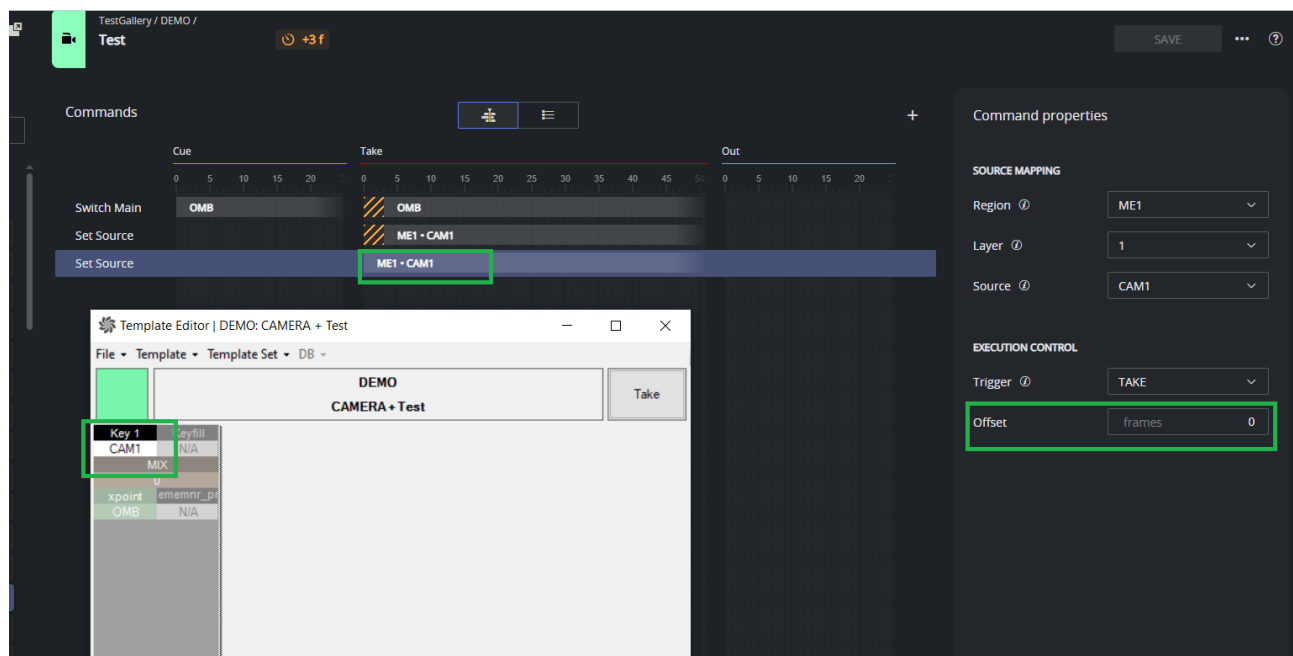 TestGallery / DEMO /
Test
+3 f
SAVE
Commands
Command properties
Cue
Take
Out
0 5 10 15 20
0 5 10 15 20 25 30 35 40 45 50
0 5 10 15 20
Switch Main OMB OMB
Set Source ME1 • CAM1
Set Source ME1 • CAM1
SOURCE MAPPING
Region ME1
Layer 1
Source CAM1
EXECUTION CONTROL
Trigger TAKE
Offset frames 0
Template Editor | DEMO: CAMERA + Test
File Template Template Set DB
DEMO
CAMERA + Test
Take
Key 1 Keyfill
CAM1 N/A
MIX
0
xpoint ememnr_pr
OMB N/A